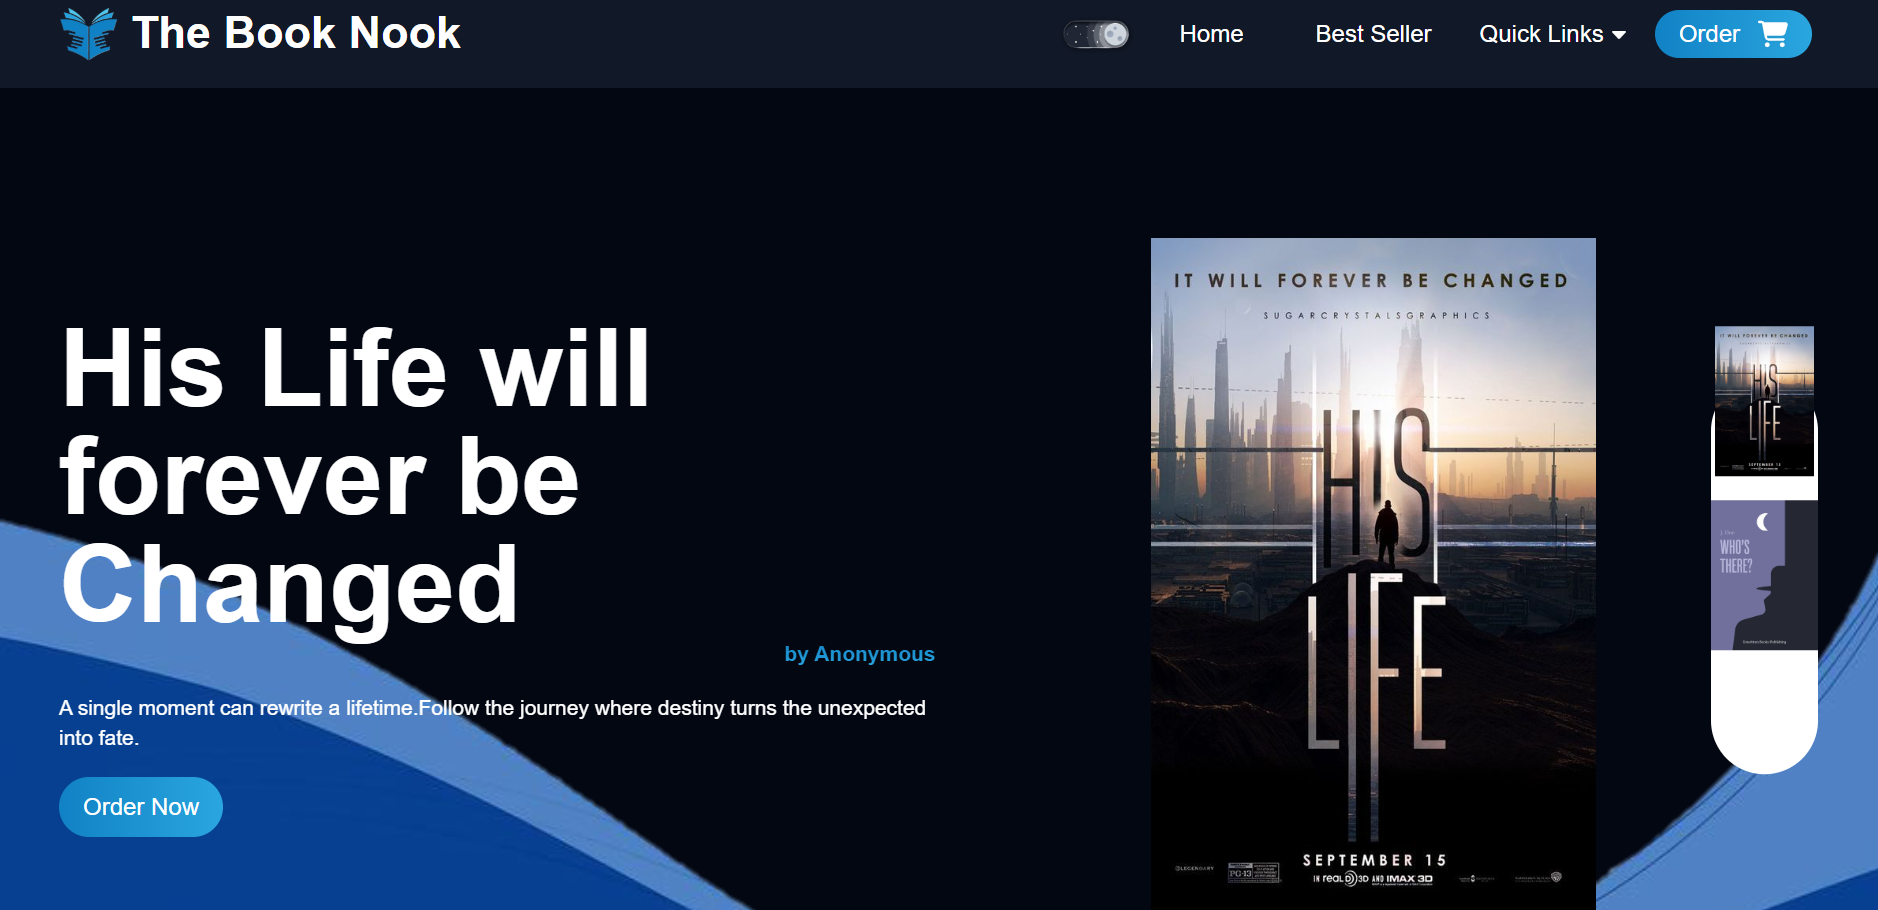 The Book Nook
Home
Best Seller
Quick Links
Order
His Life will
forever be
Changed
by Anonymous
A single moment can rewrite a lifetime.Follow the journey where destiny turns the unexpected
into fate.
Order Now
IT WILL FOREVER BE CHANGED
SUGARCRYSTALSGRAPHICS
HIS
LIFE
SEPTEMBER 15
IN REAL D 3D AND IMAX 3D
LEGENDARY
PG-13
IT WILL FOREVER BE CHANGED
HIS
LIFE
SEPTEMBER 15
WHO'S
THERE?